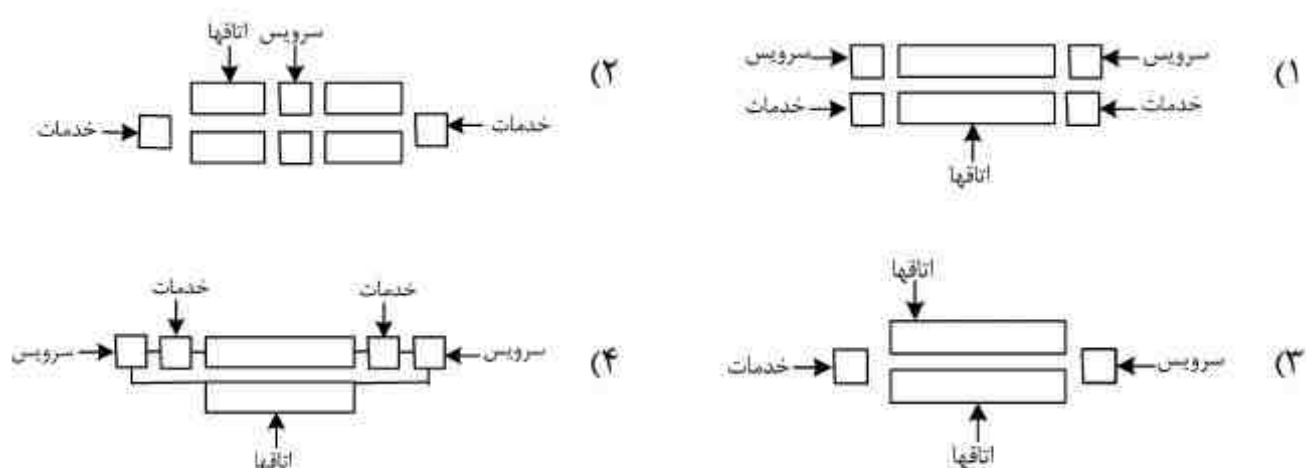 ۱)
سرویس سرویس
خدمات خدمات
اتاقها
۲)
اتاقها سرویس
خدمات خدمات
۳)
اتاقها
خدمات سرویس
اتاقها
۴)
خدمات خدمات
سرویس سرویس
اتاقها